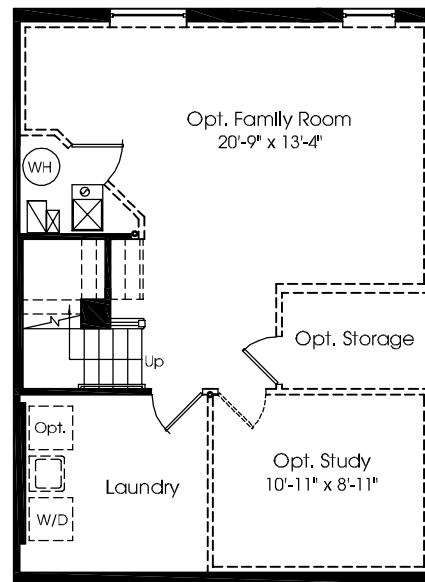 Opt. Family Room
20'-9" x 13'-4"
WH
Opt. Storage
Up
Opt.
Opt. Study
10'-11" x 8'-11"
Laundry
W/D